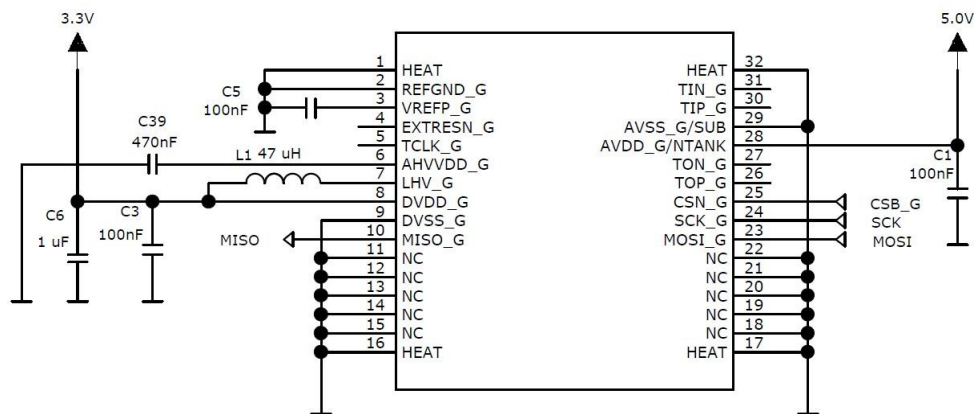 3.3V
5.0V
1 HEAT
2 REFGND_G
3 VREFP_G
4 EXTRESN_G
5 TCLK_G
6 AHVVDD_G
7 LHV_G
8 DVDD_G
9 DVSS_G
10 MISO_G
11 NC
12 NC
13 NC
14 NC
15 NC
16 HEAT
HEAT 32
TIN_G 31
TIP_G 30
AVSS_G/SUB 29
AVDD_G/NTANK 28
TON_G 27
TOP_G 26
CSN_G 25
SCK_G 24
MOSI_G 23
NC 22
NC 21
NC 20
NC 19
NC 18
HEAT 17
C5
100nF
C39
470nF
L1 47 uH
C6
1 uF
C3
100nF
MISO
C1
100nF
CSB_G
SCK
MOSI